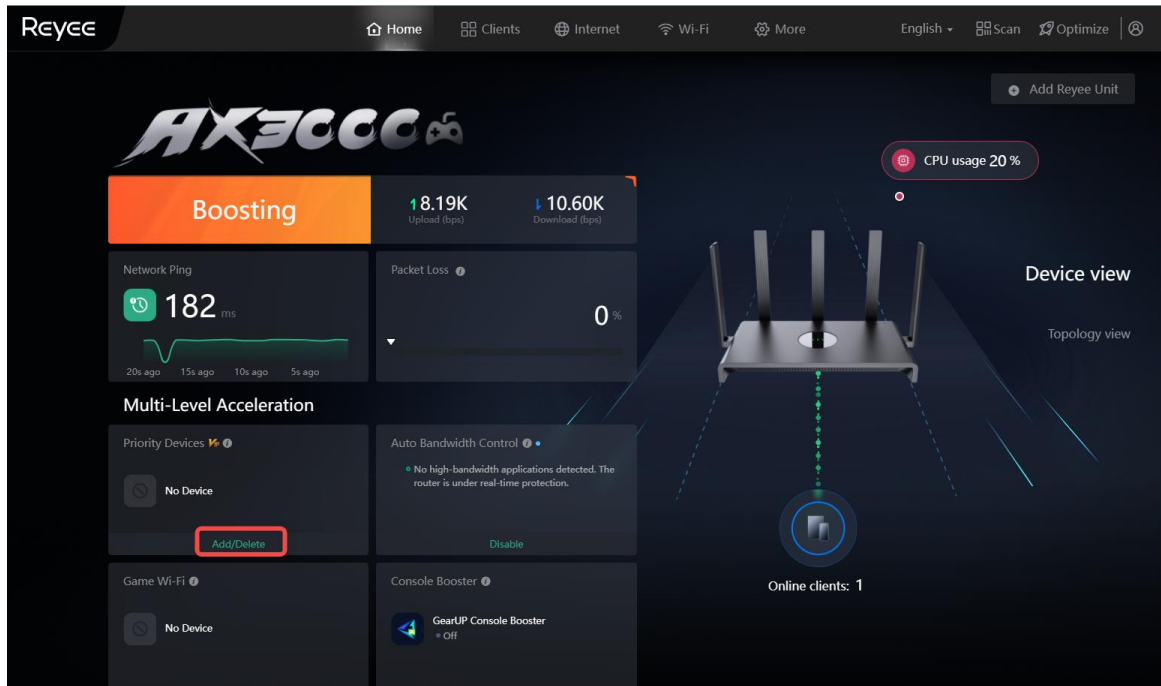 Reyee
Home
Clients
Internet
Wi-Fi
More
English
Scan
Optimize
Add Reyee Unit
AX3000
CPU usage 20 %
Boosting
8.19K
Upload (bps)
10.60K
Download (bps)
Network Ping
182 ms
20s ago 15s ago 10s ago 5s ago
Packet Loss
0 %
Device view
Topology view
Multi-Level Acceleration
Priority Devices
No Device
Add/Delete
Auto Bandwidth Control
No high-bandwidth applications detected. The
router is under real-time protection.
Disable
Game Wi-Fi
No Device
Console Booster
GearUP Console Booster
Off
Online clients: 1